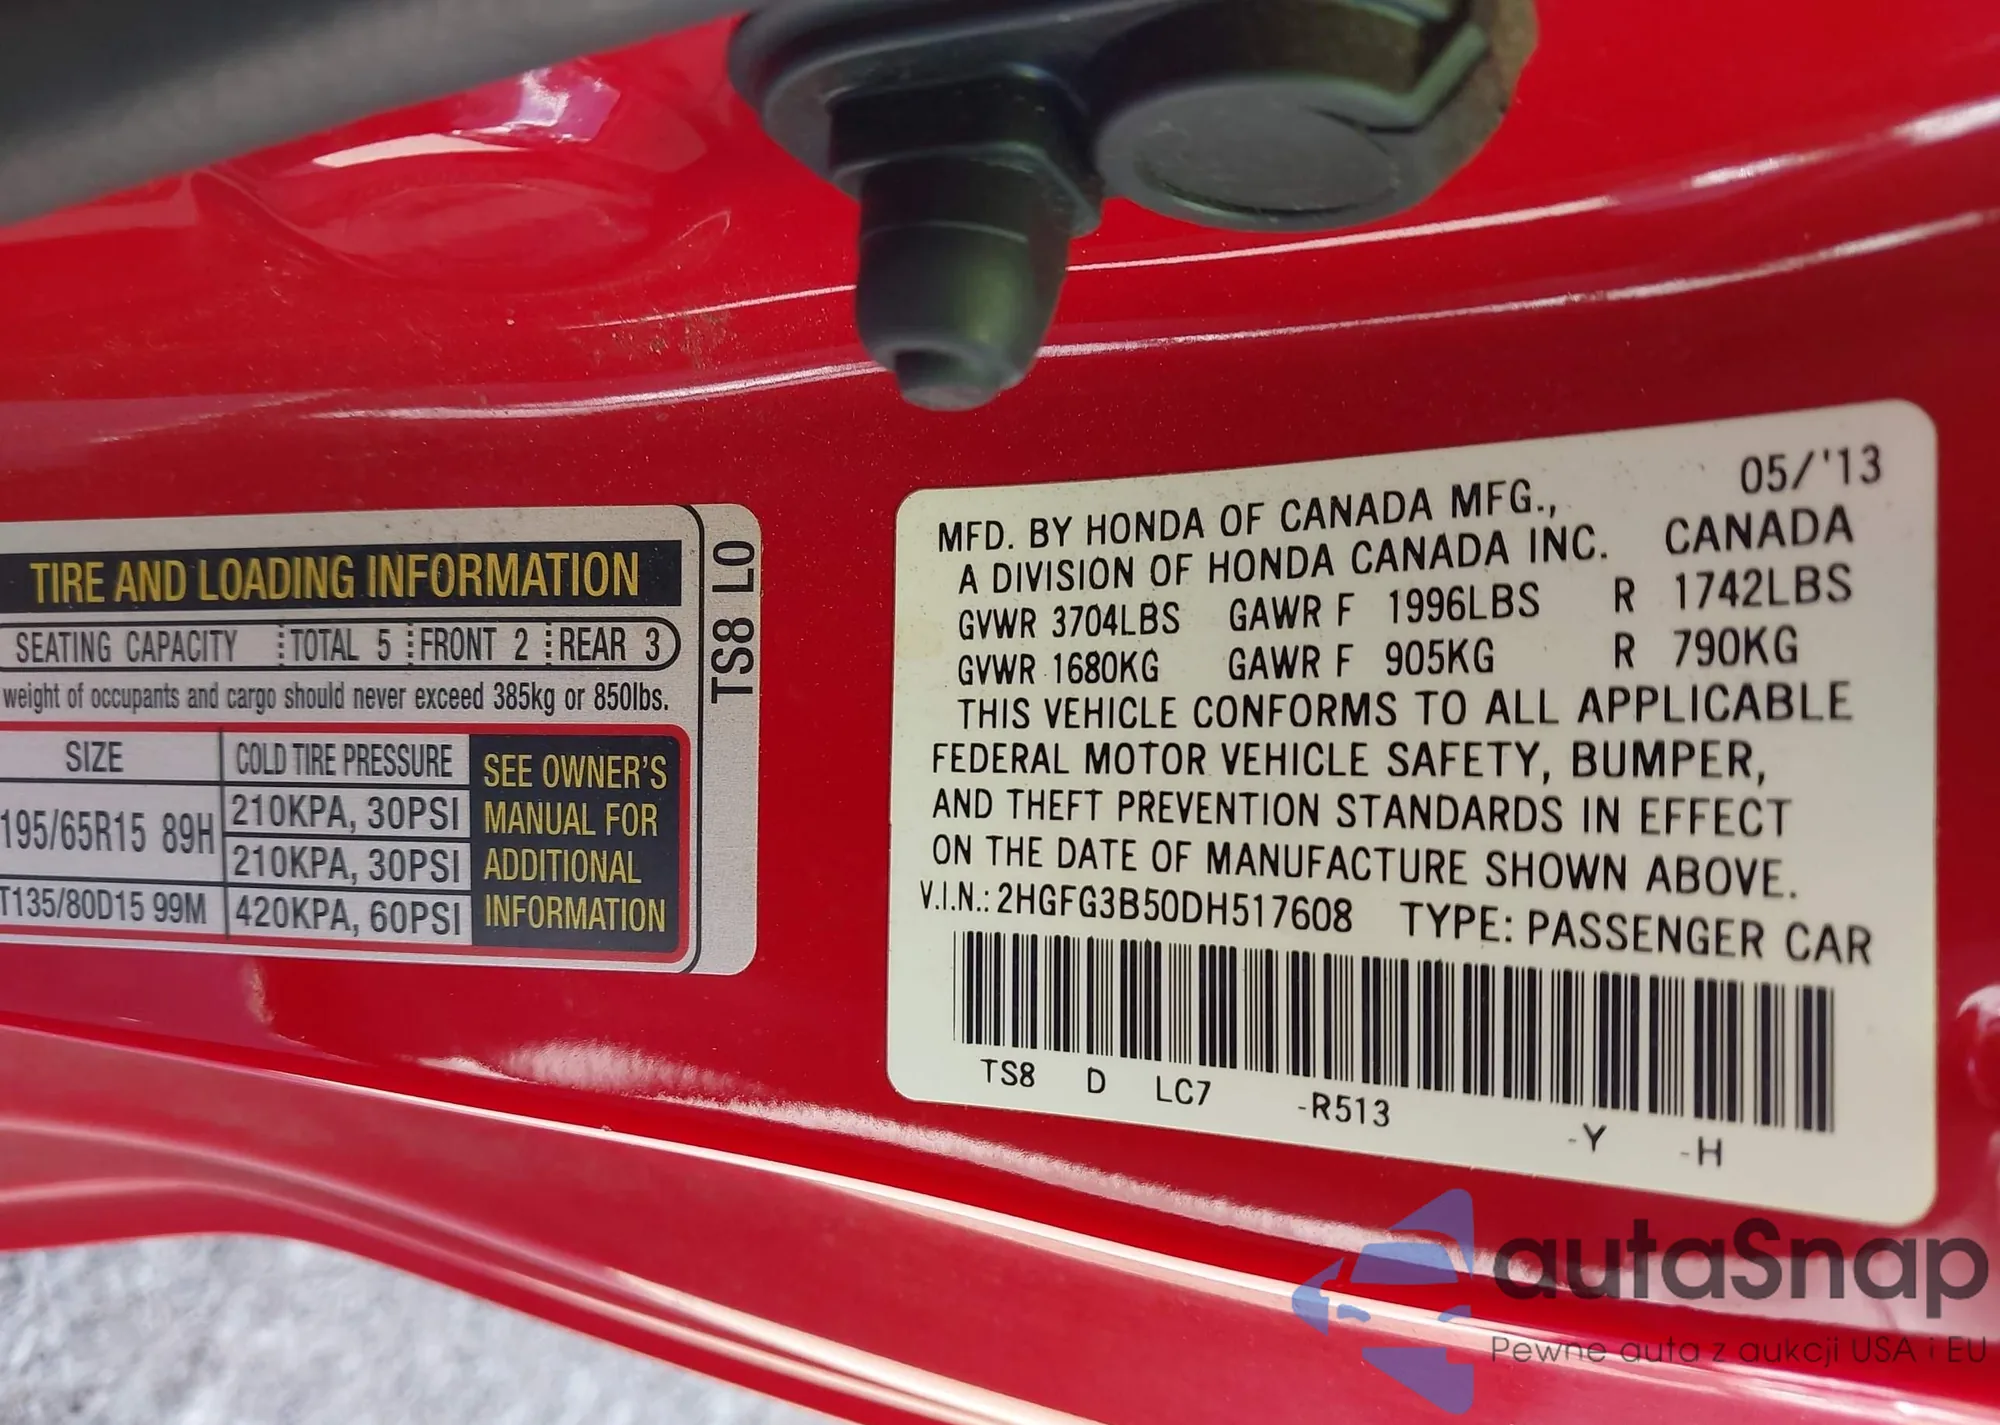 TIRE AND LOADING INFORMATION
SEATING CAPACITY TOTAL 5 FRONT 2 REAR 3
weight of occupants and cargo should never exceed 385kg or 850lbs.
SIZE COLD TIRE PRESSURE
195/65R15 89H 210KPA, 30PSI
210KPA, 30PSI
T135/80D15 99M 420KPA, 60PSI
SEE OWNER'S
MANUAL FOR
ADDITIONAL
INFORMATION
TS8 L0
05/'13
MFD. BY HONDA OF CANADA MFG.,
A DIVISION OF HONDA CANADA INC. CANADA
GVWR 3704LBS GAWR F 1996LBS R 1742LBS
GVWR 1680KG GAWR F 905KG R 790KG
THIS VEHICLE CONFORMS TO ALL APPLICABLE
FEDERAL MOTOR VEHICLE SAFETY, BUMPER,
AND THEFT PREVENTION STANDARDS IN EFFECT
ON THE DATE OF MANUFACTURE SHOWN ABOVE.
V.I.N.: 2HGFG3B50DH517608 TYPE: PASSENGER CAR
TS8 D LC7 -R513 -Y -H
autaSnap
Pewne auta z aukcji USA i EU